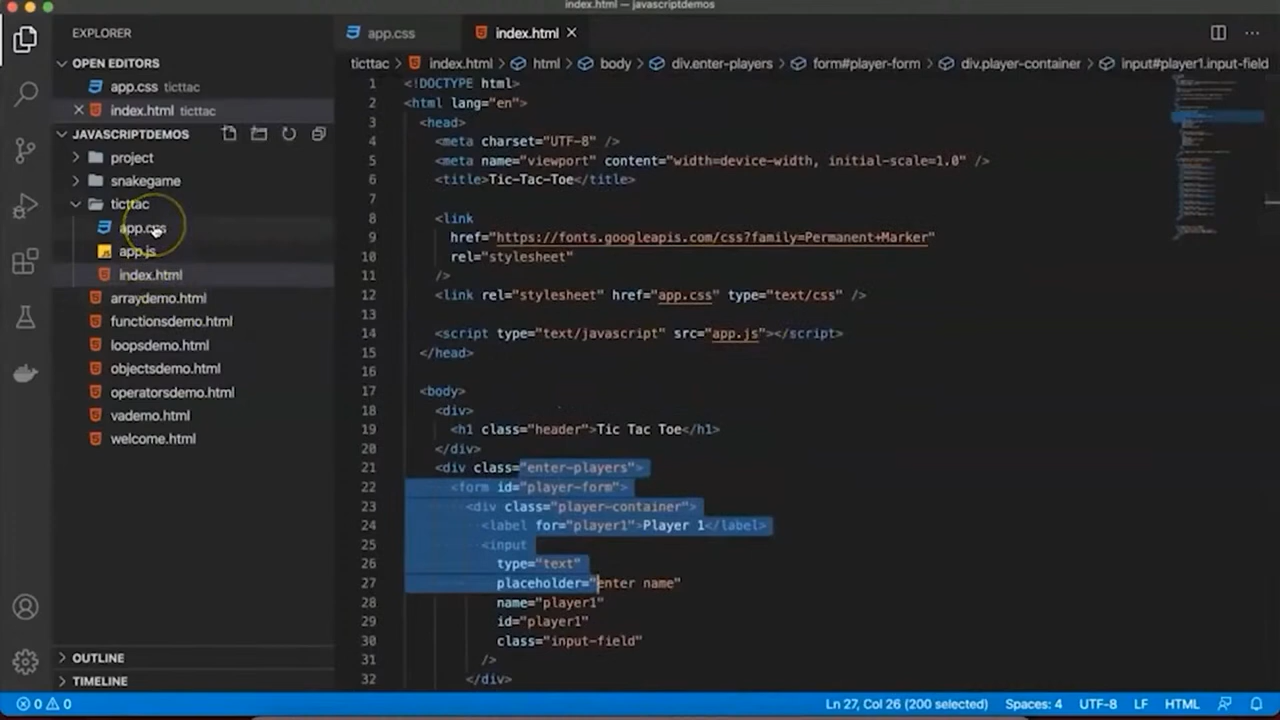 index.html — javascriptdemos
EXPLORER
OPEN EDITORS
app.css ticttac
index.html ticttac
JAVASCRIPTDEMOS
project
snakegame
ticttac
app.css
app.js
index.html
arraydemo.html
functionsdemo.html
loopsdemo.html
objectsdemo.html
operatorsdemo.html
vademo.html
welcome.html
OUTLINE
TIMELINE
app.css index.html
ticttac > index.html > html > body > div.enter-players > form#player-form > div.player-container > input#player1.input-field
1 <!DOCTYPE html>
2 <html lang="en">
3 <head>
4 <meta charset="UTF-8" />
5 <meta name="viewport" content="width=device-width, initial-scale=1.0" />
6 <title>Tic-Tac-Toe</title>
7
8 <link
9 href="https://fonts.googleapis.com/css?family=Permanent+Marker"
10 rel="stylesheet"
11 />
12 <link rel="stylesheet" href="app.css" type="text/css" />
13
14 <script type="text/javascript" src="app.js"></script>
15 </head>
16
17 <body>
18 <div>
19 <h1 class="header">Tic Tac Toe</h1>
20 </div>
21 <div class="enter-players">
22 <form id="player-form">
23 <div class="player-container">
24 <label for="player1">Player 1</label>
25 <input
26 type="text"
27 placeholder="enter name"
28 name="player1"
29 id="player1"
30 class="input-field"
31 />
32 </div>
0 0 Ln 27, Col 26 (200 selected) Spaces: 4 UTF-8 LF HTML